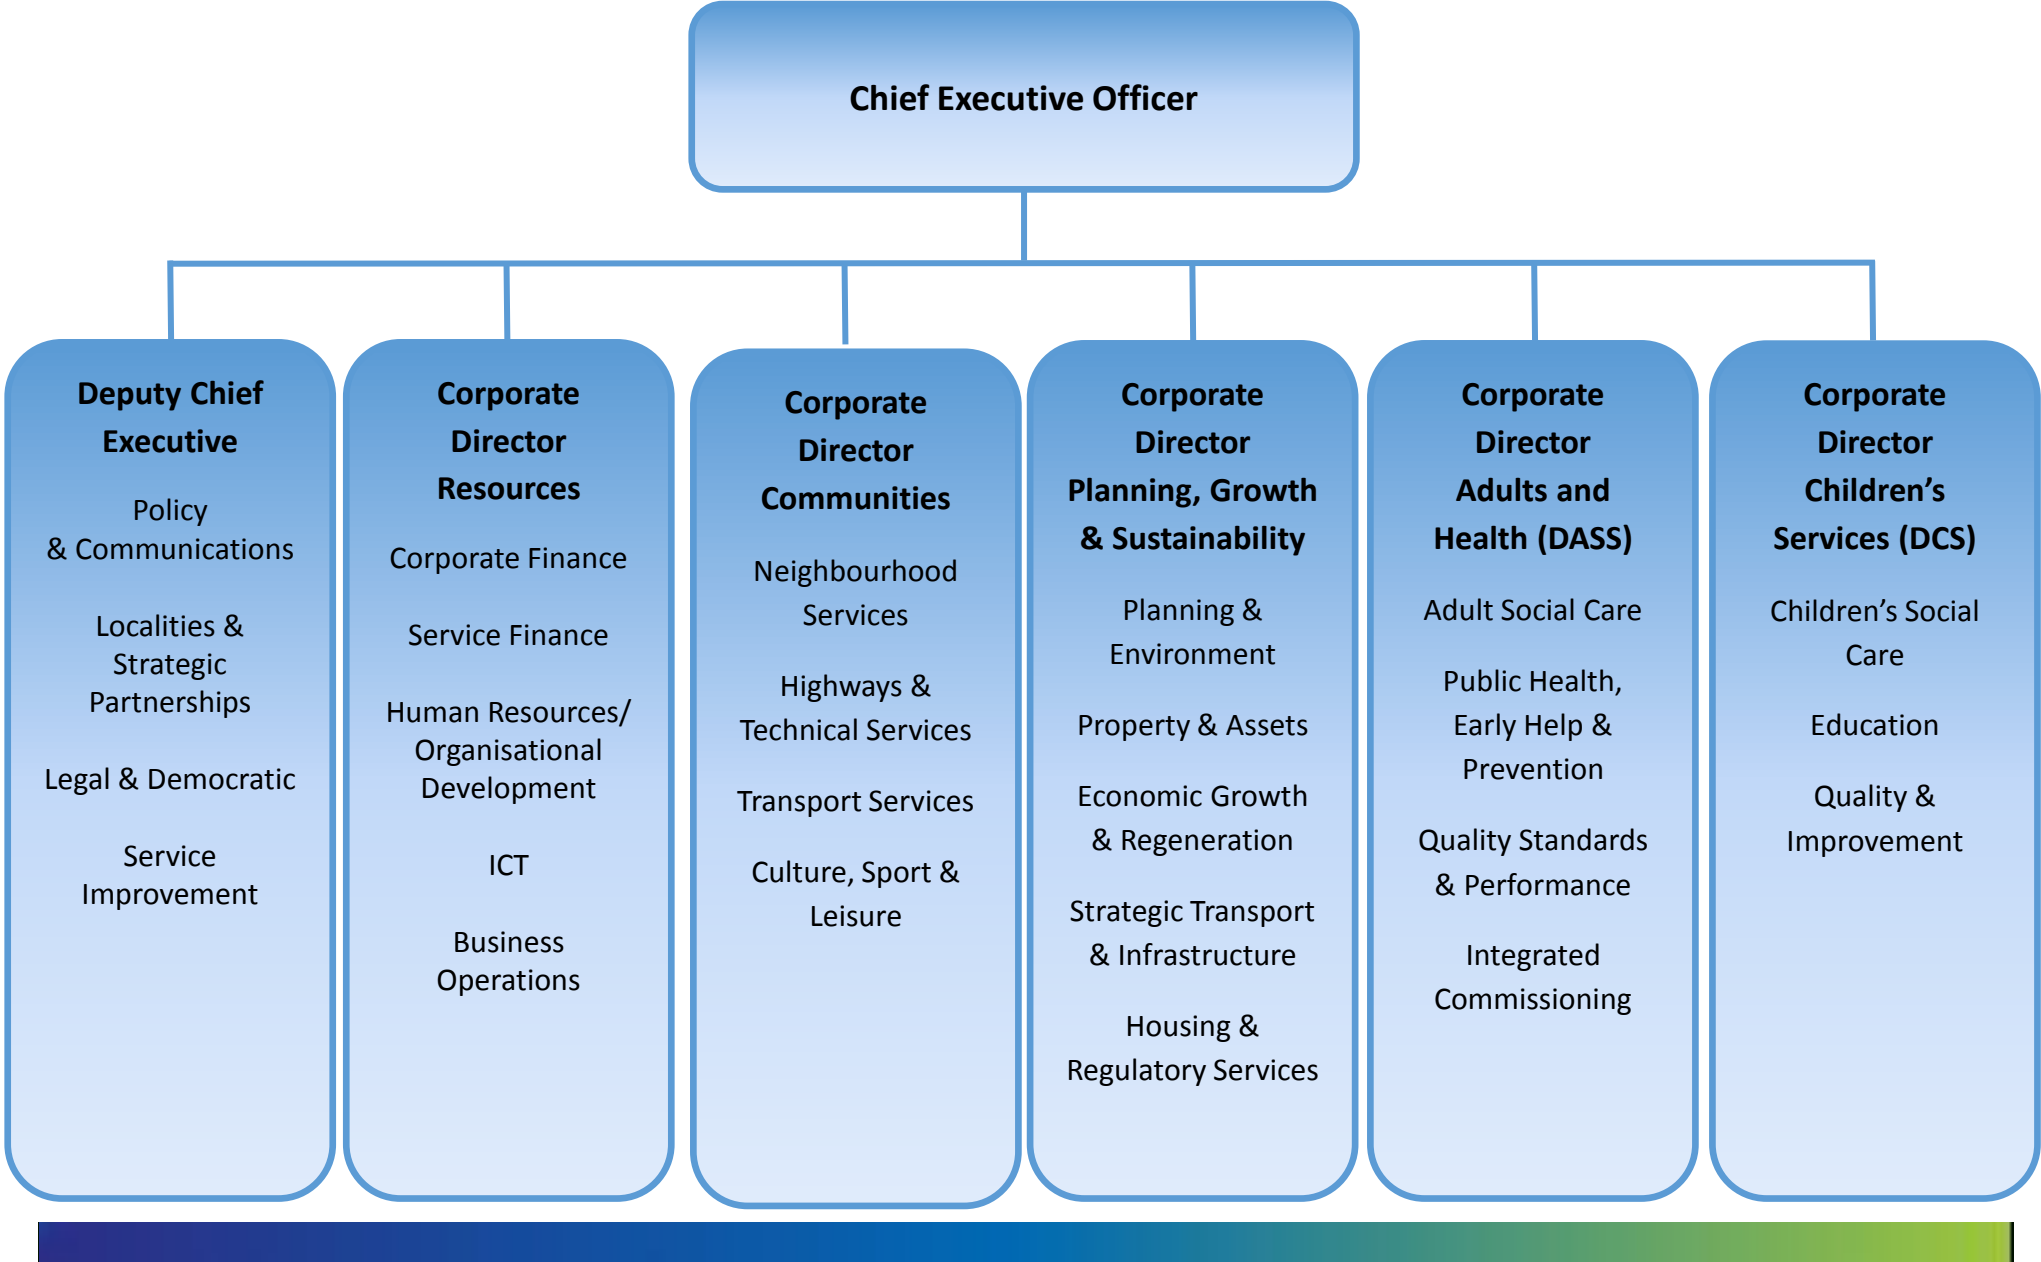 Chief Executive Officer
Deputy Chief
Executive
Policy
& Communications
Localities &
Strategic
Partnerships
Legal & Democratic
Service
Improvement
Corporate
Director
Resources
Corporate Finance
Service Finance
Human Resources/
Organisational
Development
ICT
Business
Operations
Corporate
Director
Communities
Neighbourhood
Services
Highways &
Technical Services
Transport Services
Culture, Sport &
Leisure
Corporate
Director
Planning, Growth
& Sustainability
Planning &
Environment
Property & Assets
Economic Growth
& Regeneration
Strategic Transport
& Infrastructure
Housing &
Regulatory Services
Corporate
Director
Adults and
Health (DASS)
Adult Social Care
Public Health,
Early Help &
Prevention
Quality Standards
& Performance
Integrated
Commissioning
Corporate
Director
Children’s
Services (DCS)
Children’s Social
Care
Education
Quality &
Improvement